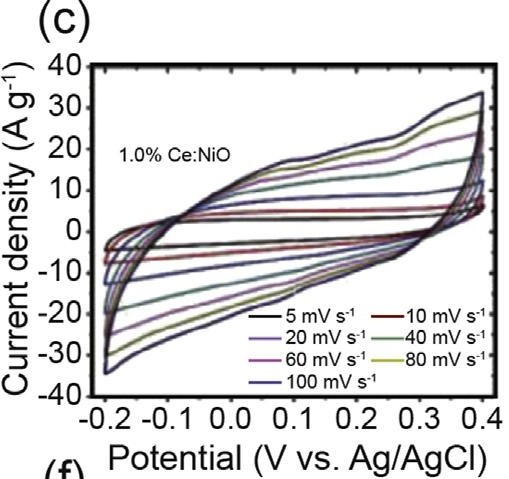 (c)
Current density (A g⁻¹)
40
30
20
10
0
-10
-20
-30
-40
1.0% Ce:NiO
5 mV s⁻¹ 10 mV s⁻¹
20 mV s⁻¹ 40 mV s⁻¹
60 mV s⁻¹ 80 mV s⁻¹
100 mV s⁻¹
-0.2 -0.1 0.0 0.1 0.2 0.3 0.4
Potential (V vs. Ag/AgCl)
(f)